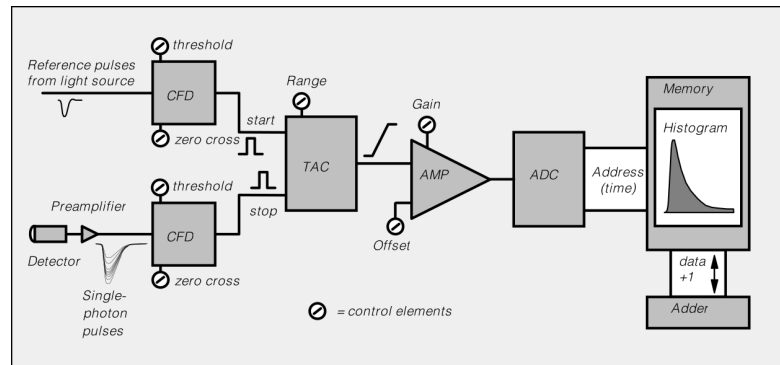 Reference pulses
from light source
threshold
CFD
zero cross
start
Range
TAC
Gain
AMP
Offset
ADC
Address
(time)
Memory
Histogram
threshold
stop
Preamplifier
CFD
Detector
zero cross
Single-
photon
pulses
= control elements
data
+1
Adder